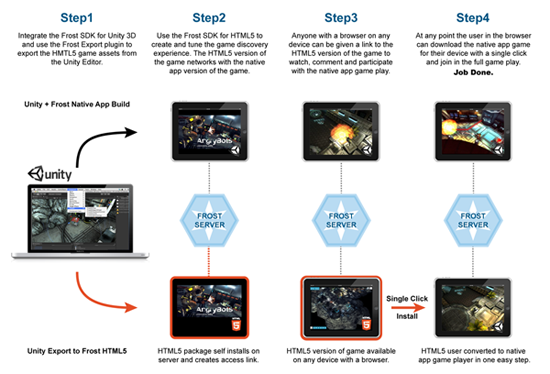 Step1
Integrate the Frost SDK for Unity 3D
and use the Frost Export plugin to
export the HMTL5 game assets from
the Unity Editor.
Step2
Use the Frost SDK for HTML5 to
create and tune the game discovery
experience. The HTML5 version of
the game networks with the native
app version of the game.
Step3
Anyone with a browser on any
device can be given a link to the
HTML5 version of the game to
watch, comment and participate
with the native app game play.
Step4
At any point the user in the browser
can download the native app game
for their device with a single click
and join in the full game play.
Job Done.
Unity + Frost Native App Build
AngryBots
unity
FROST
SERVER
FROST
SERVER
FROST
SERVER
AngryBots
HTML
5
HTML
5
Single Click
Install
Unity Export to Frost HTML5
HTML5 package self installs on
server and creates access link.
HTML5 version of game available
on any device with a browser.
HTML5 user converted to native
app game player in one easy step.